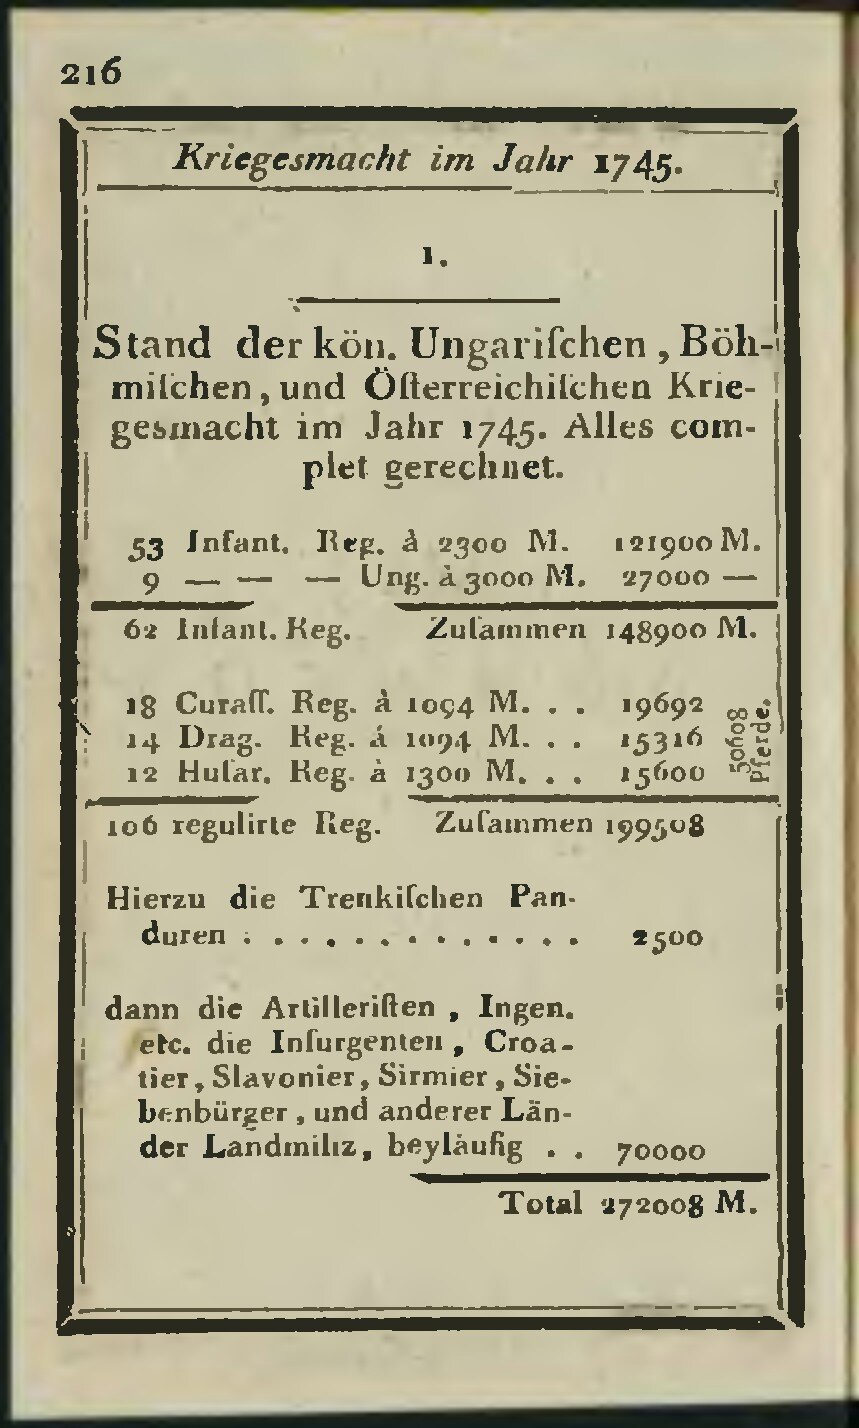 216
Kriegesmacht im Jahr 1745.
1.
Stand der kön. Ungariſchen, Böh-
miſchen, und Öſterreichiſchen Krie-
gesmacht im Jahr 1745. Alles com-
plet gerechnet.
53 Infant. Reg. à 2300 M. 121900 M.
9 — — — Ung. à 3000 M. 27000 —
62 Infant. Reg. Zuſammen 148900 M.
18 Curaſſ. Reg. à 1094 M. . . 19692
14 Drag. Reg. à 1094 M. . . 15316
12 Huſar. Reg. à 1300 M. . . 15600
50608 Pferde.
106 regulirte Reg. Zuſammen 199508
Hierzu die Trenkiſchen Pan-
duren . . . . . . . . . . . . . 2500
dann die Artilleriſten, Ingen.
etc. die Inſurgenten, Croa-
tier, Slavonier, Sirmier, Sie-
benbürger, und anderer Län-
der Landmiliz, beyläufig . . 70000
Total 272008 M.